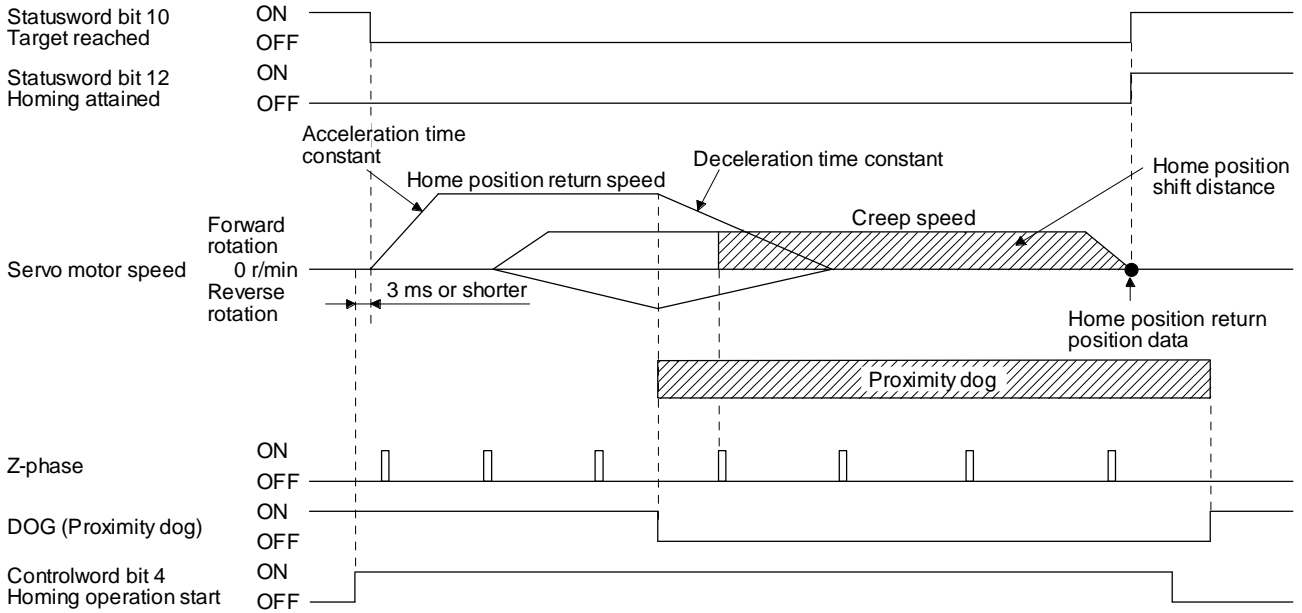 Statusword bit 10
Target reached
ON
OFF
Statusword bit 12
Homing attained
ON
OFF
Acceleration time
constant
Home position return speed
Deceleration time constant
Home position
shift distance
Creep speed
Servo motor speed
Forward
rotation
0 r/min
Reverse
rotation
3 ms or shorter
Home position return
position data
Proximity dog
Z-phase
ON
OFF
DOG (Proximity dog)
ON
OFF
Controlword bit 4
Homing operation start
ON
OFF